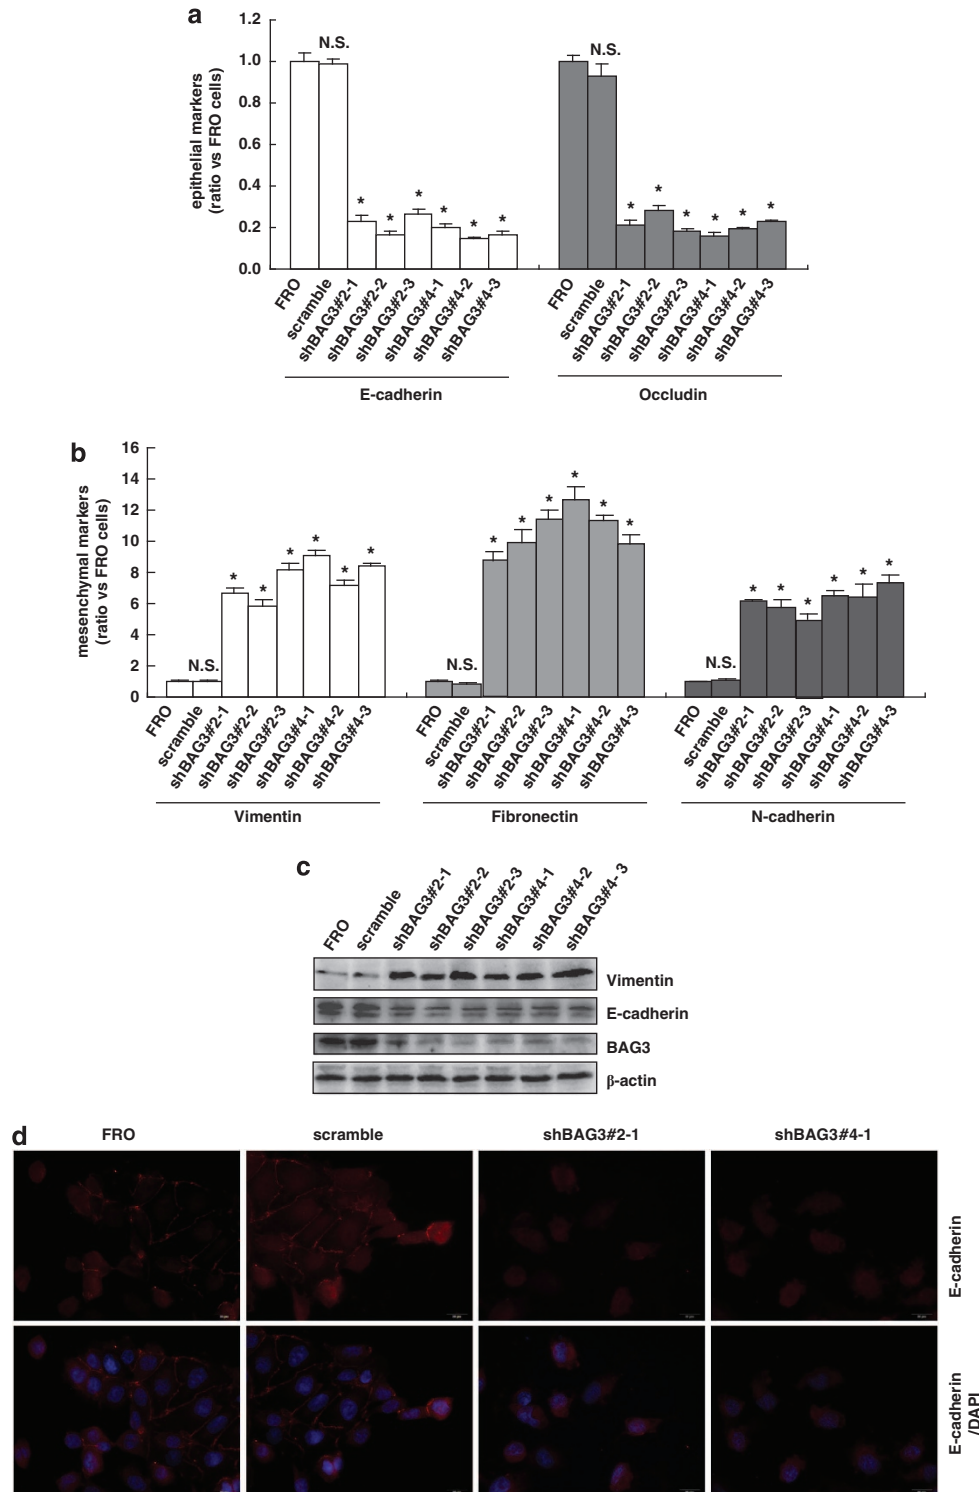 a
epithelial markers
(ratio vs FRO cells)
1.2
1.0
0.8
0.6
0.4
0.2
0.0
N.S.
* * * * * *
N.S.
* * * * * *
FRO
scramble
shBAG3#2-1
shBAG3#2-2
shBAG3#2-3
shBAG3#4-1
shBAG3#4-2
shBAG3#4-3
FRO
scramble
shBAG3#2-1
shBAG3#2-2
shBAG3#2-3
shBAG3#4-1
shBAG3#4-2
shBAG3#4-3
E-cadherin
Occludin
b
mesenchymal markers
(ratio vs FRO cells)
16
14
12
10
8
6
4
2
0
N.S.
* * * * * *
N.S.
* * * * * *
N.S.
* * * * * *
FRO
scramble
shBAG3#2-1
shBAG3#2-2
shBAG3#2-3
shBAG3#4-1
shBAG3#4-2
shBAG3#4-3
FRO
scramble
shBAG3#2-1
shBAG3#2-2
shBAG3#2-3
shBAG3#4-1
shBAG3#4-2
shBAG3#4-3
FRO
scramble
shBAG3#2-1
shBAG3#2-2
shBAG3#2-3
shBAG3#4-1
shBAG3#4-2
shBAG3#4-3
Vimentin
Fibronectin
N-cadherin
c
FRO
scramble
shBAG3#2-1
shBAG3#2-2
shBAG3#2-3
shBAG3#4-1
shBAG3#4-2
shBAG3#4- 3
Vimentin
E-cadherin
BAG3
β-actin
d
FRO
scramble
shBAG3#2-1
shBAG3#4-1
E-cadherin
E-cadherin
/DAPI